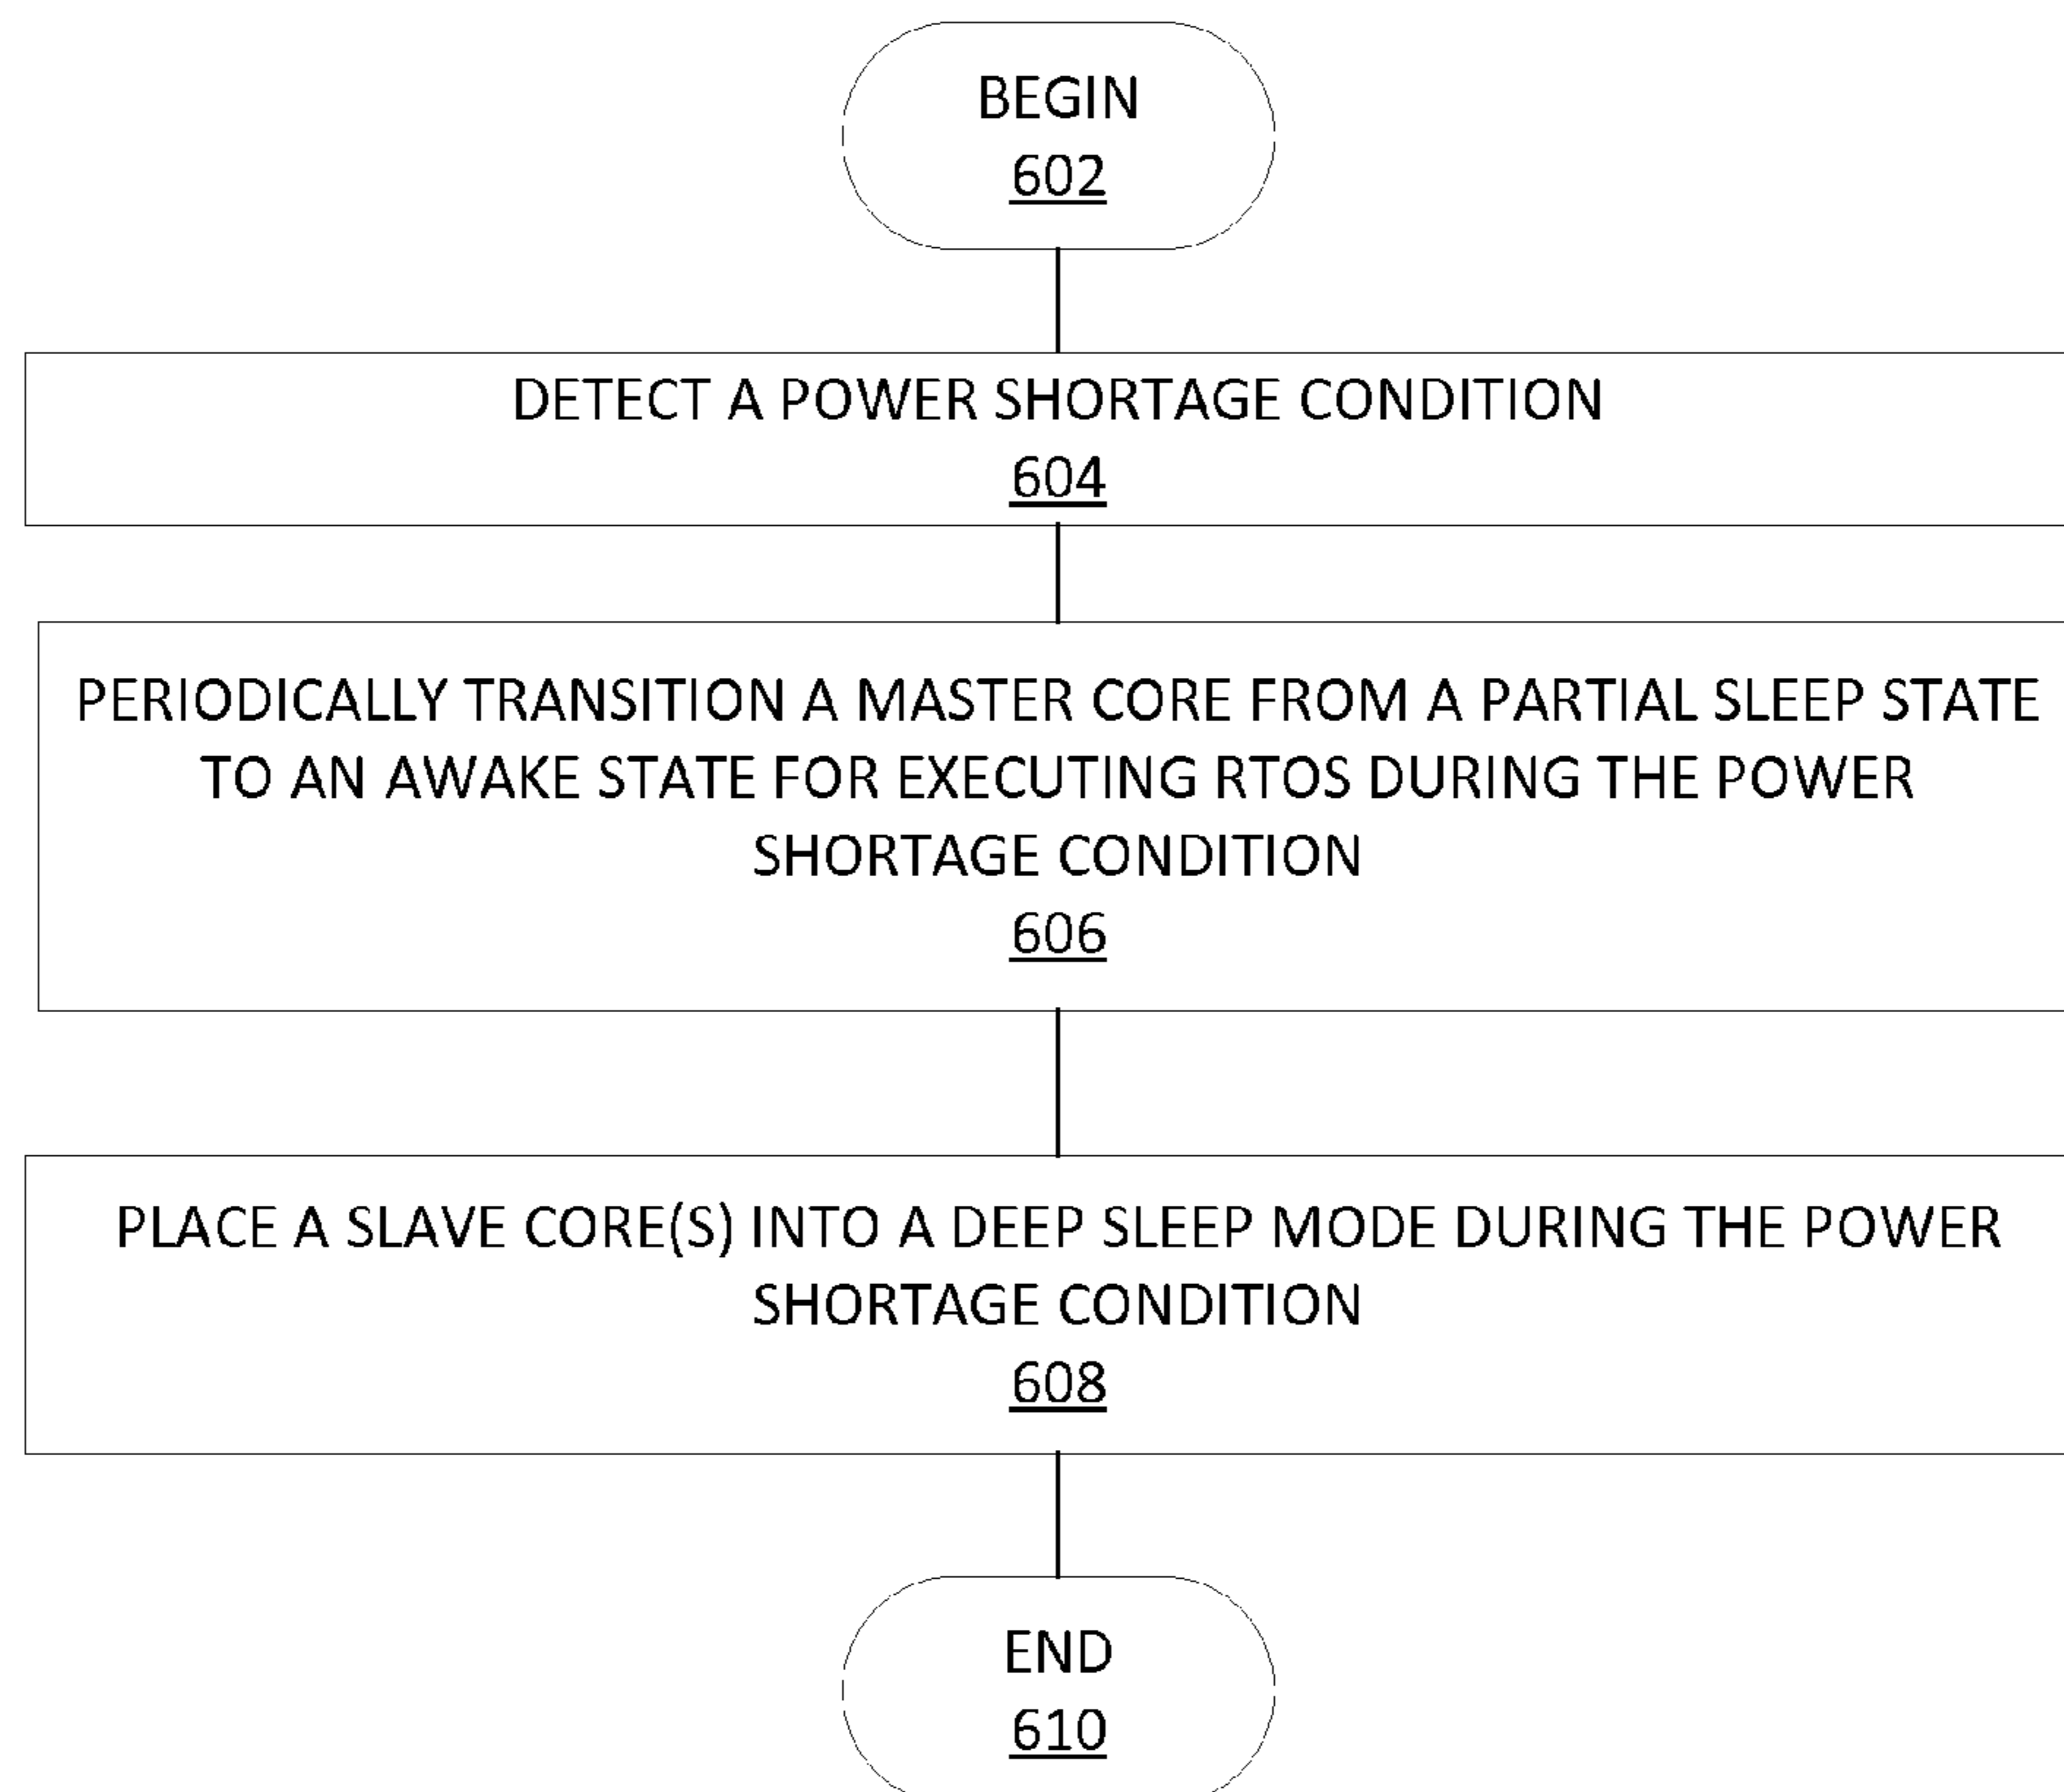 BEGIN
602
DETECT A POWER SHORTAGE CONDITION
604
PERIODICALLY TRANSITION A MASTER CORE FROM A PARTIAL SLEEP STATE
TO AN AWAKE STATE FOR EXECUTING RTOS DURING THE POWER
SHORTAGE CONDITION
606
PLACE A SLAVE CORE(S) INTO A DEEP SLEEP MODE DURING THE POWER
SHORTAGE CONDITION
608
END
610